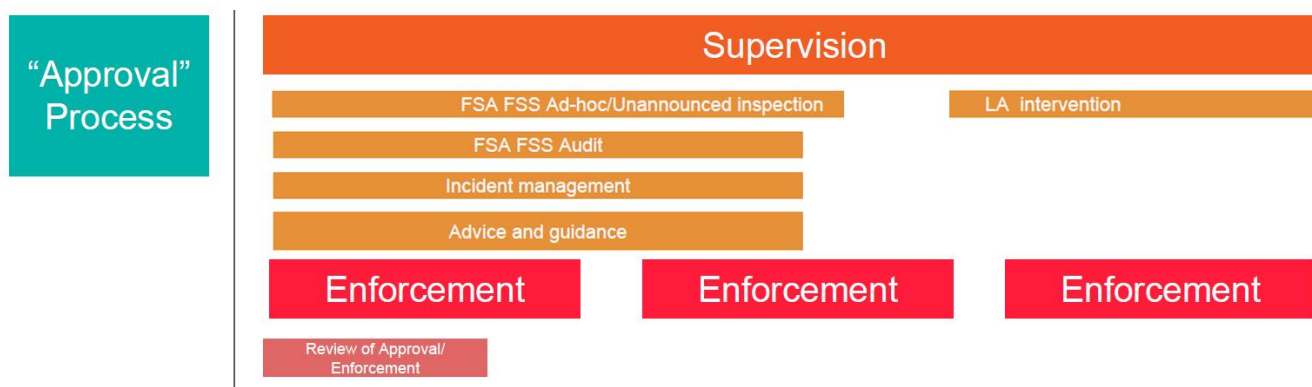 “Approval”
Process
Supervision
FSA FSS Ad-hoc/Unannounced inspection
LA intervention
FSA FSS Audit
Incident management
Advice and guidance
Enforcement
Enforcement
Enforcement
Review of Approval/
Enforcement